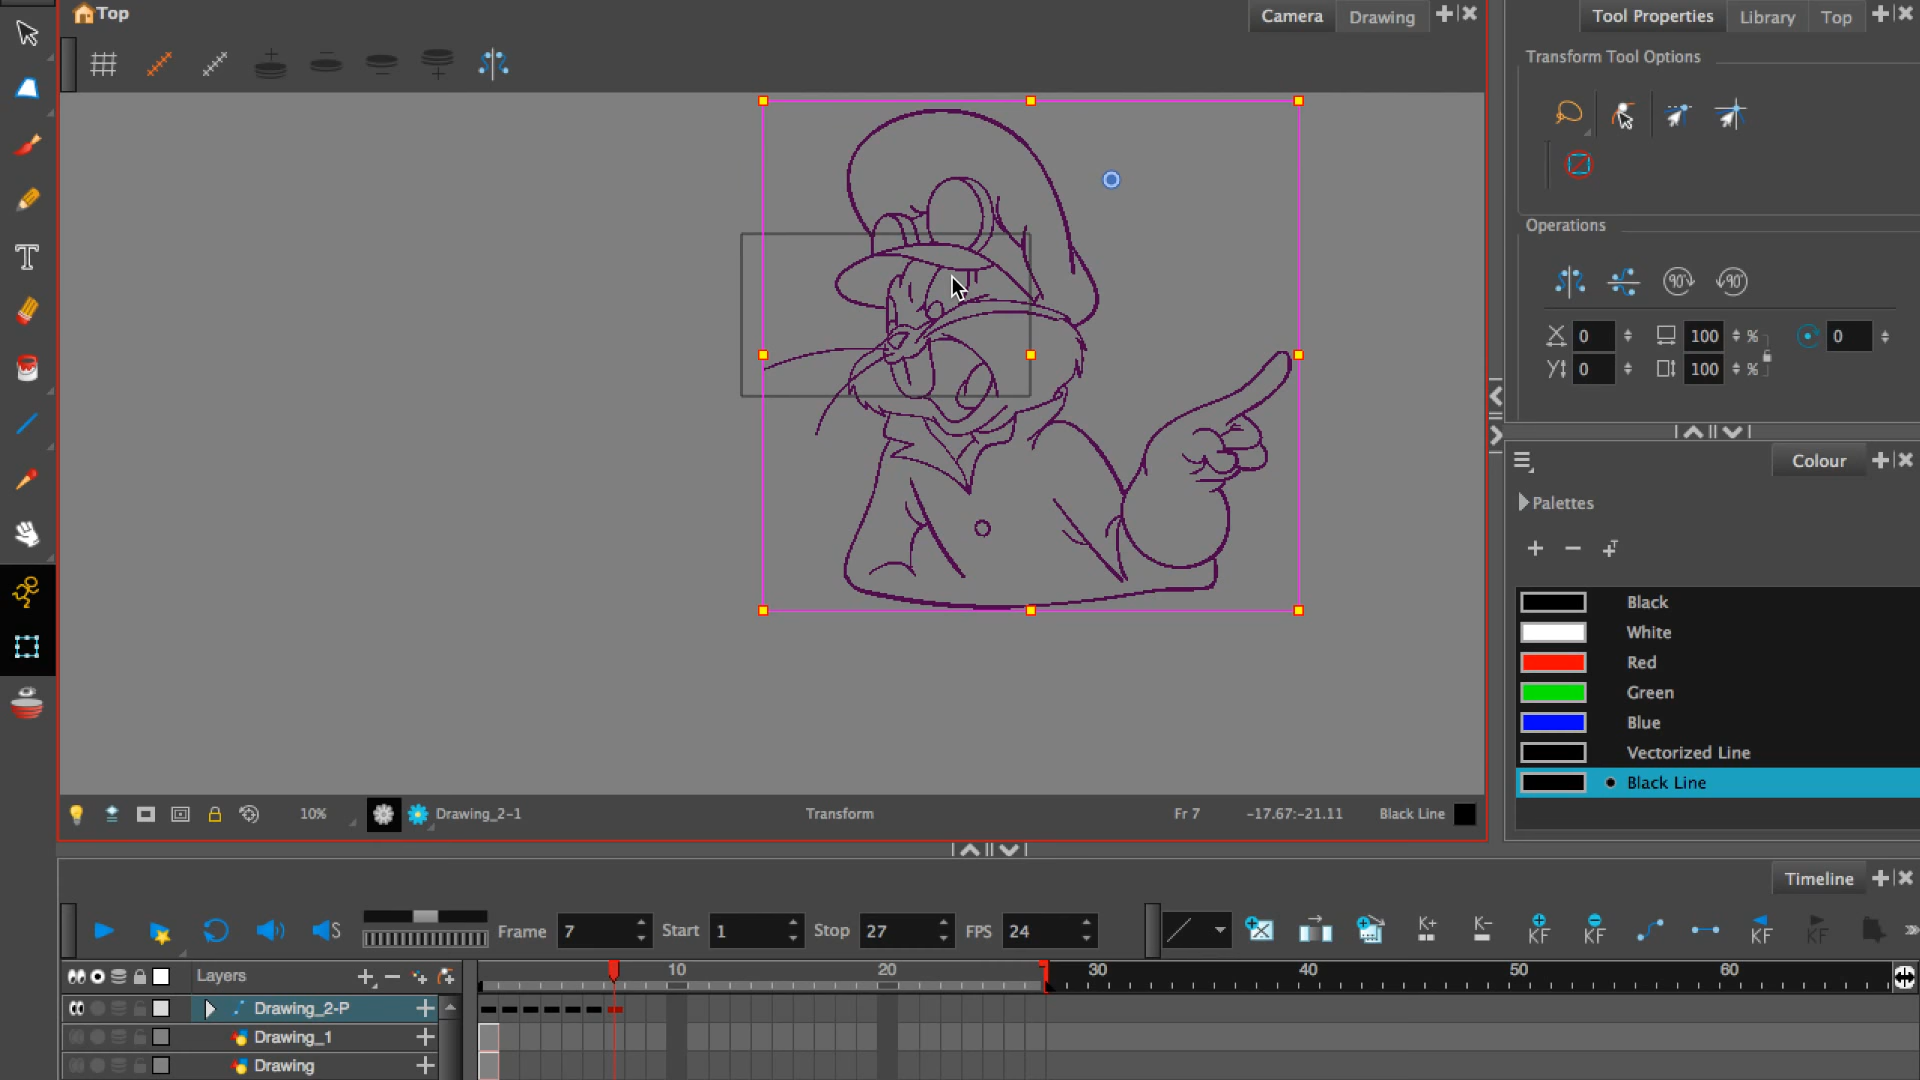 Top
Camera
Drawing
Tool Properties
Library
Top
Transform Tool Options
Operations
90°
90°
X 0
100 %
0
Y 0
100 %
Colour
Palettes
Black
White
Red
Green
Blue
Vectorized Line
Black Line
10%
Drawing_2-1
Transform
Fr 7
-17.67:-21.11
Black Line
Timeline
S
Frame 7
Start 1
Stop 27
FPS 24
K+
K-
KF
KF
KF
KF
Layers
10
20
30
40
50
60
Drawing_2-P
Drawing_1
Drawing